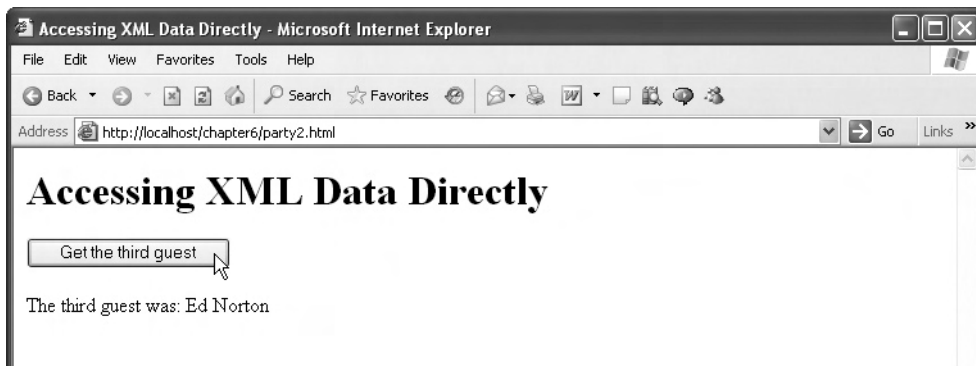 Accessing XML Data Directly - Microsoft Internet Explorer
File Edit View Favorites Tools Help
Back Search Favorites
Address http://localhost/chapter6/party2.html Go Links »
Accessing XML Data Directly
Get the third guest
The third guest was: Ed Norton